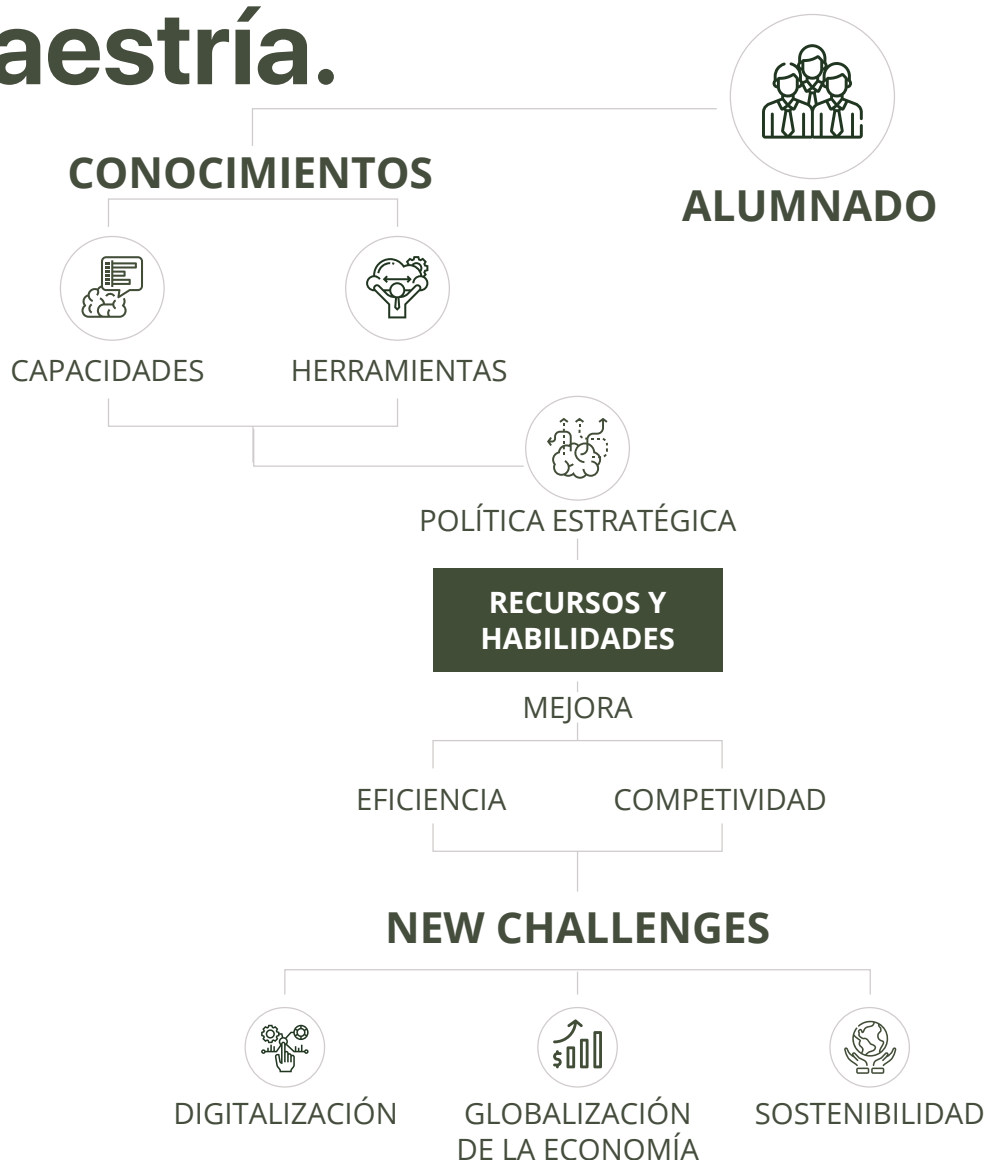 aestría.
CONOCIMIENTOS
ALUMNADO
CAPACIDADES
HERRAMIENTAS
POLÍTICA ESTRATÉGICA
RECURSOS Y
HABILIDADES
MEJORA
EFICIENCIA
COMPETIVIDAD
NEW CHALLENGES
DIGITALIZACIÓN
GLOBALIZACIÓN
DE LA ECONOMÍA
SOSTENIBILIDAD